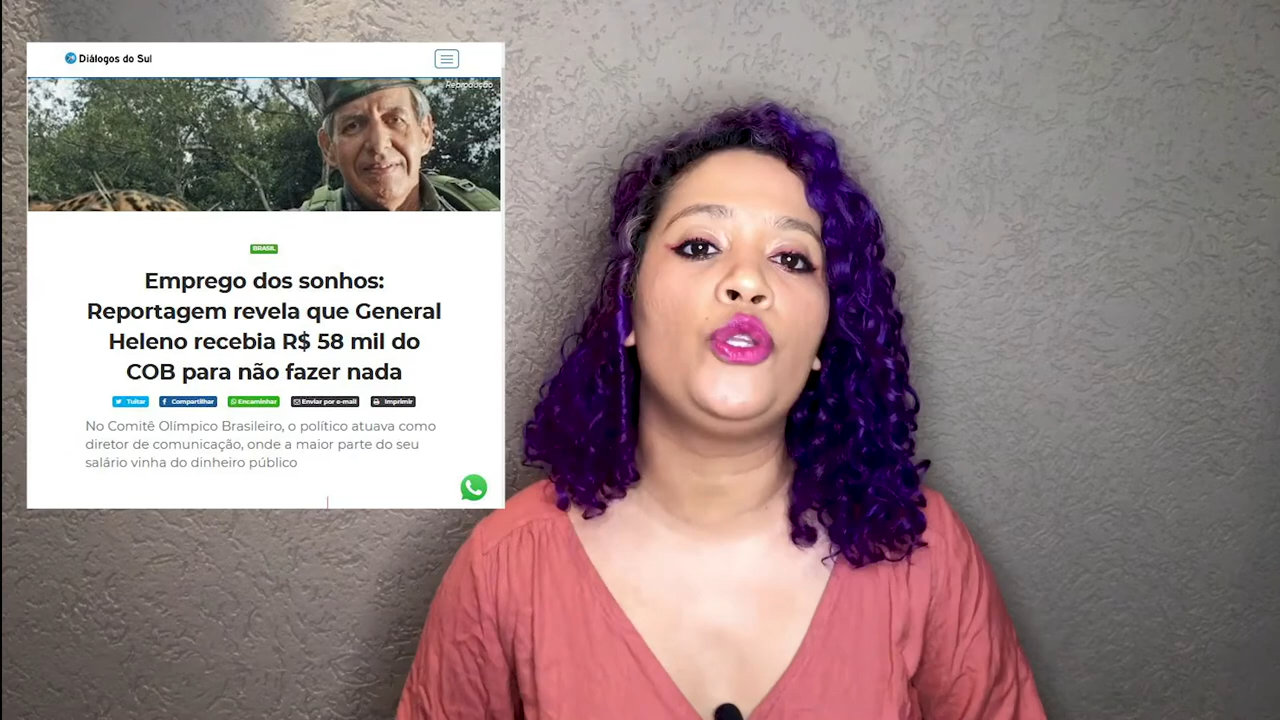 Diálogos do Sul
Reprodução
BRASIL
Emprego dos sonhos:
Reportagem revela que General
Heleno recebia R$ 58 mil do
COB para não fazer nada
Tuitar Compartilhar Encaminhar Enviar por e-mail Imprimir
No Comitê Olímpico Brasileiro, o político atuava como
diretor de comunicação, onde a maior parte do seu
salário vinha do dinheiro público